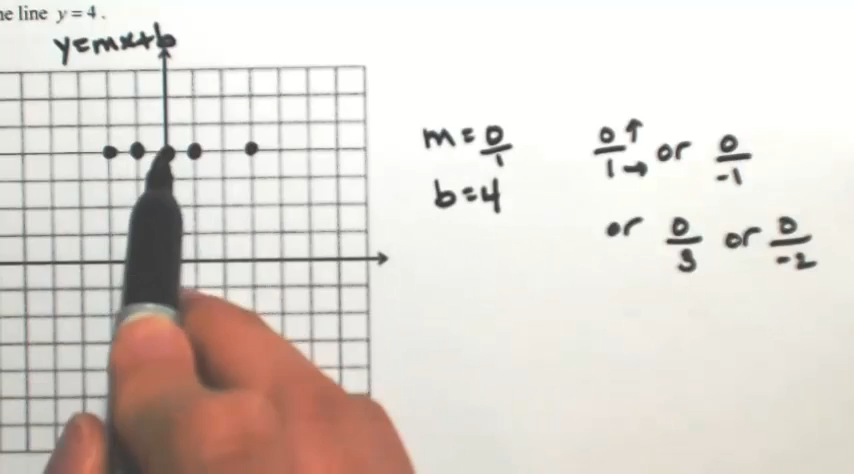 ne line y = 4.
y=mx+b
m = 0/1
b = 4
0/1 or 0/-1
or 0/3 or 0/-2